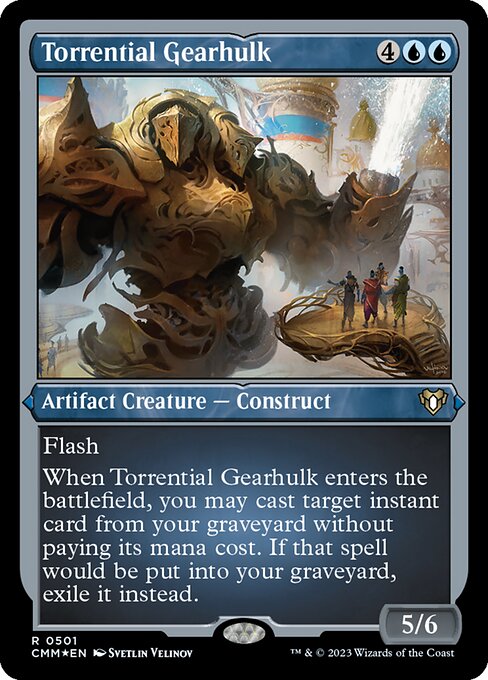 Torrential Gearhulk 4
Artifact Creature — Construct
Flash
When Torrential Gearhulk enters the
battlefield, you may cast target instant
card from your graveyard without
paying its mana cost. If that spell
would be put into your graveyard,
exile it instead.
5/6
R 0501
CMM★EN Svetlin Velinov
™ & © 2023 Wizards of the Coast